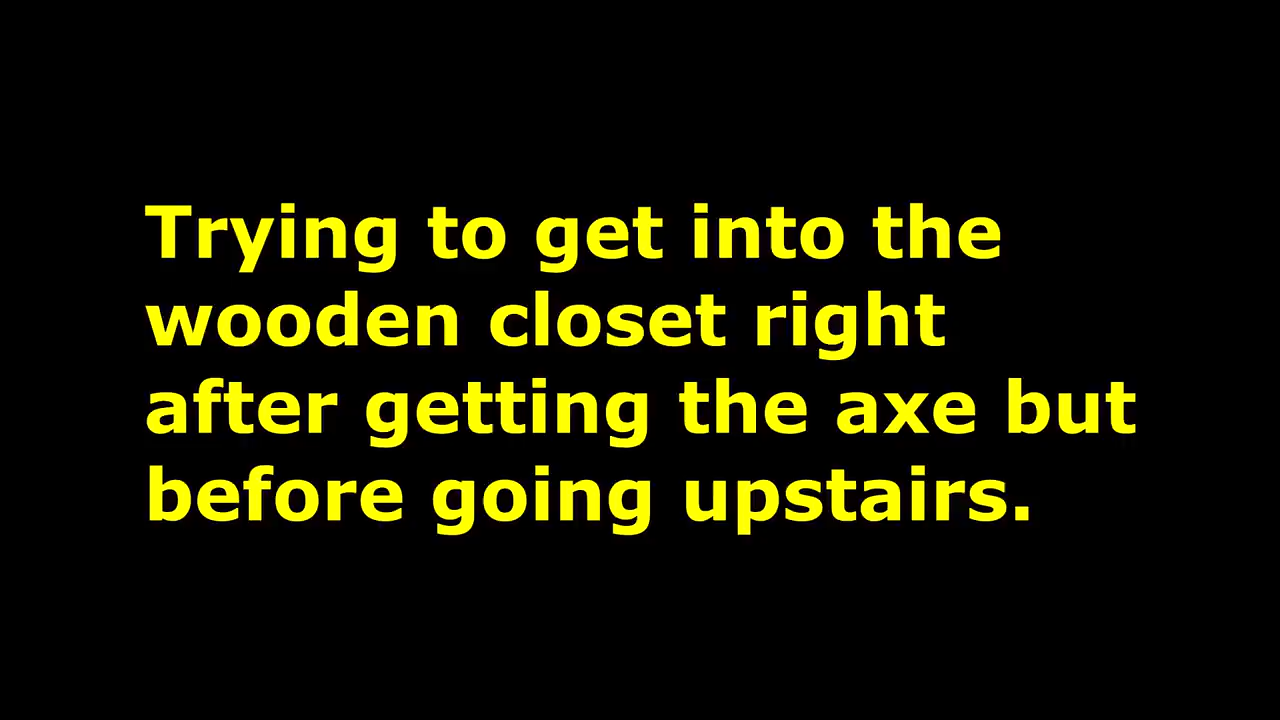 Trying to get into the
wooden closet right
after getting the axe but
before going upstairs.